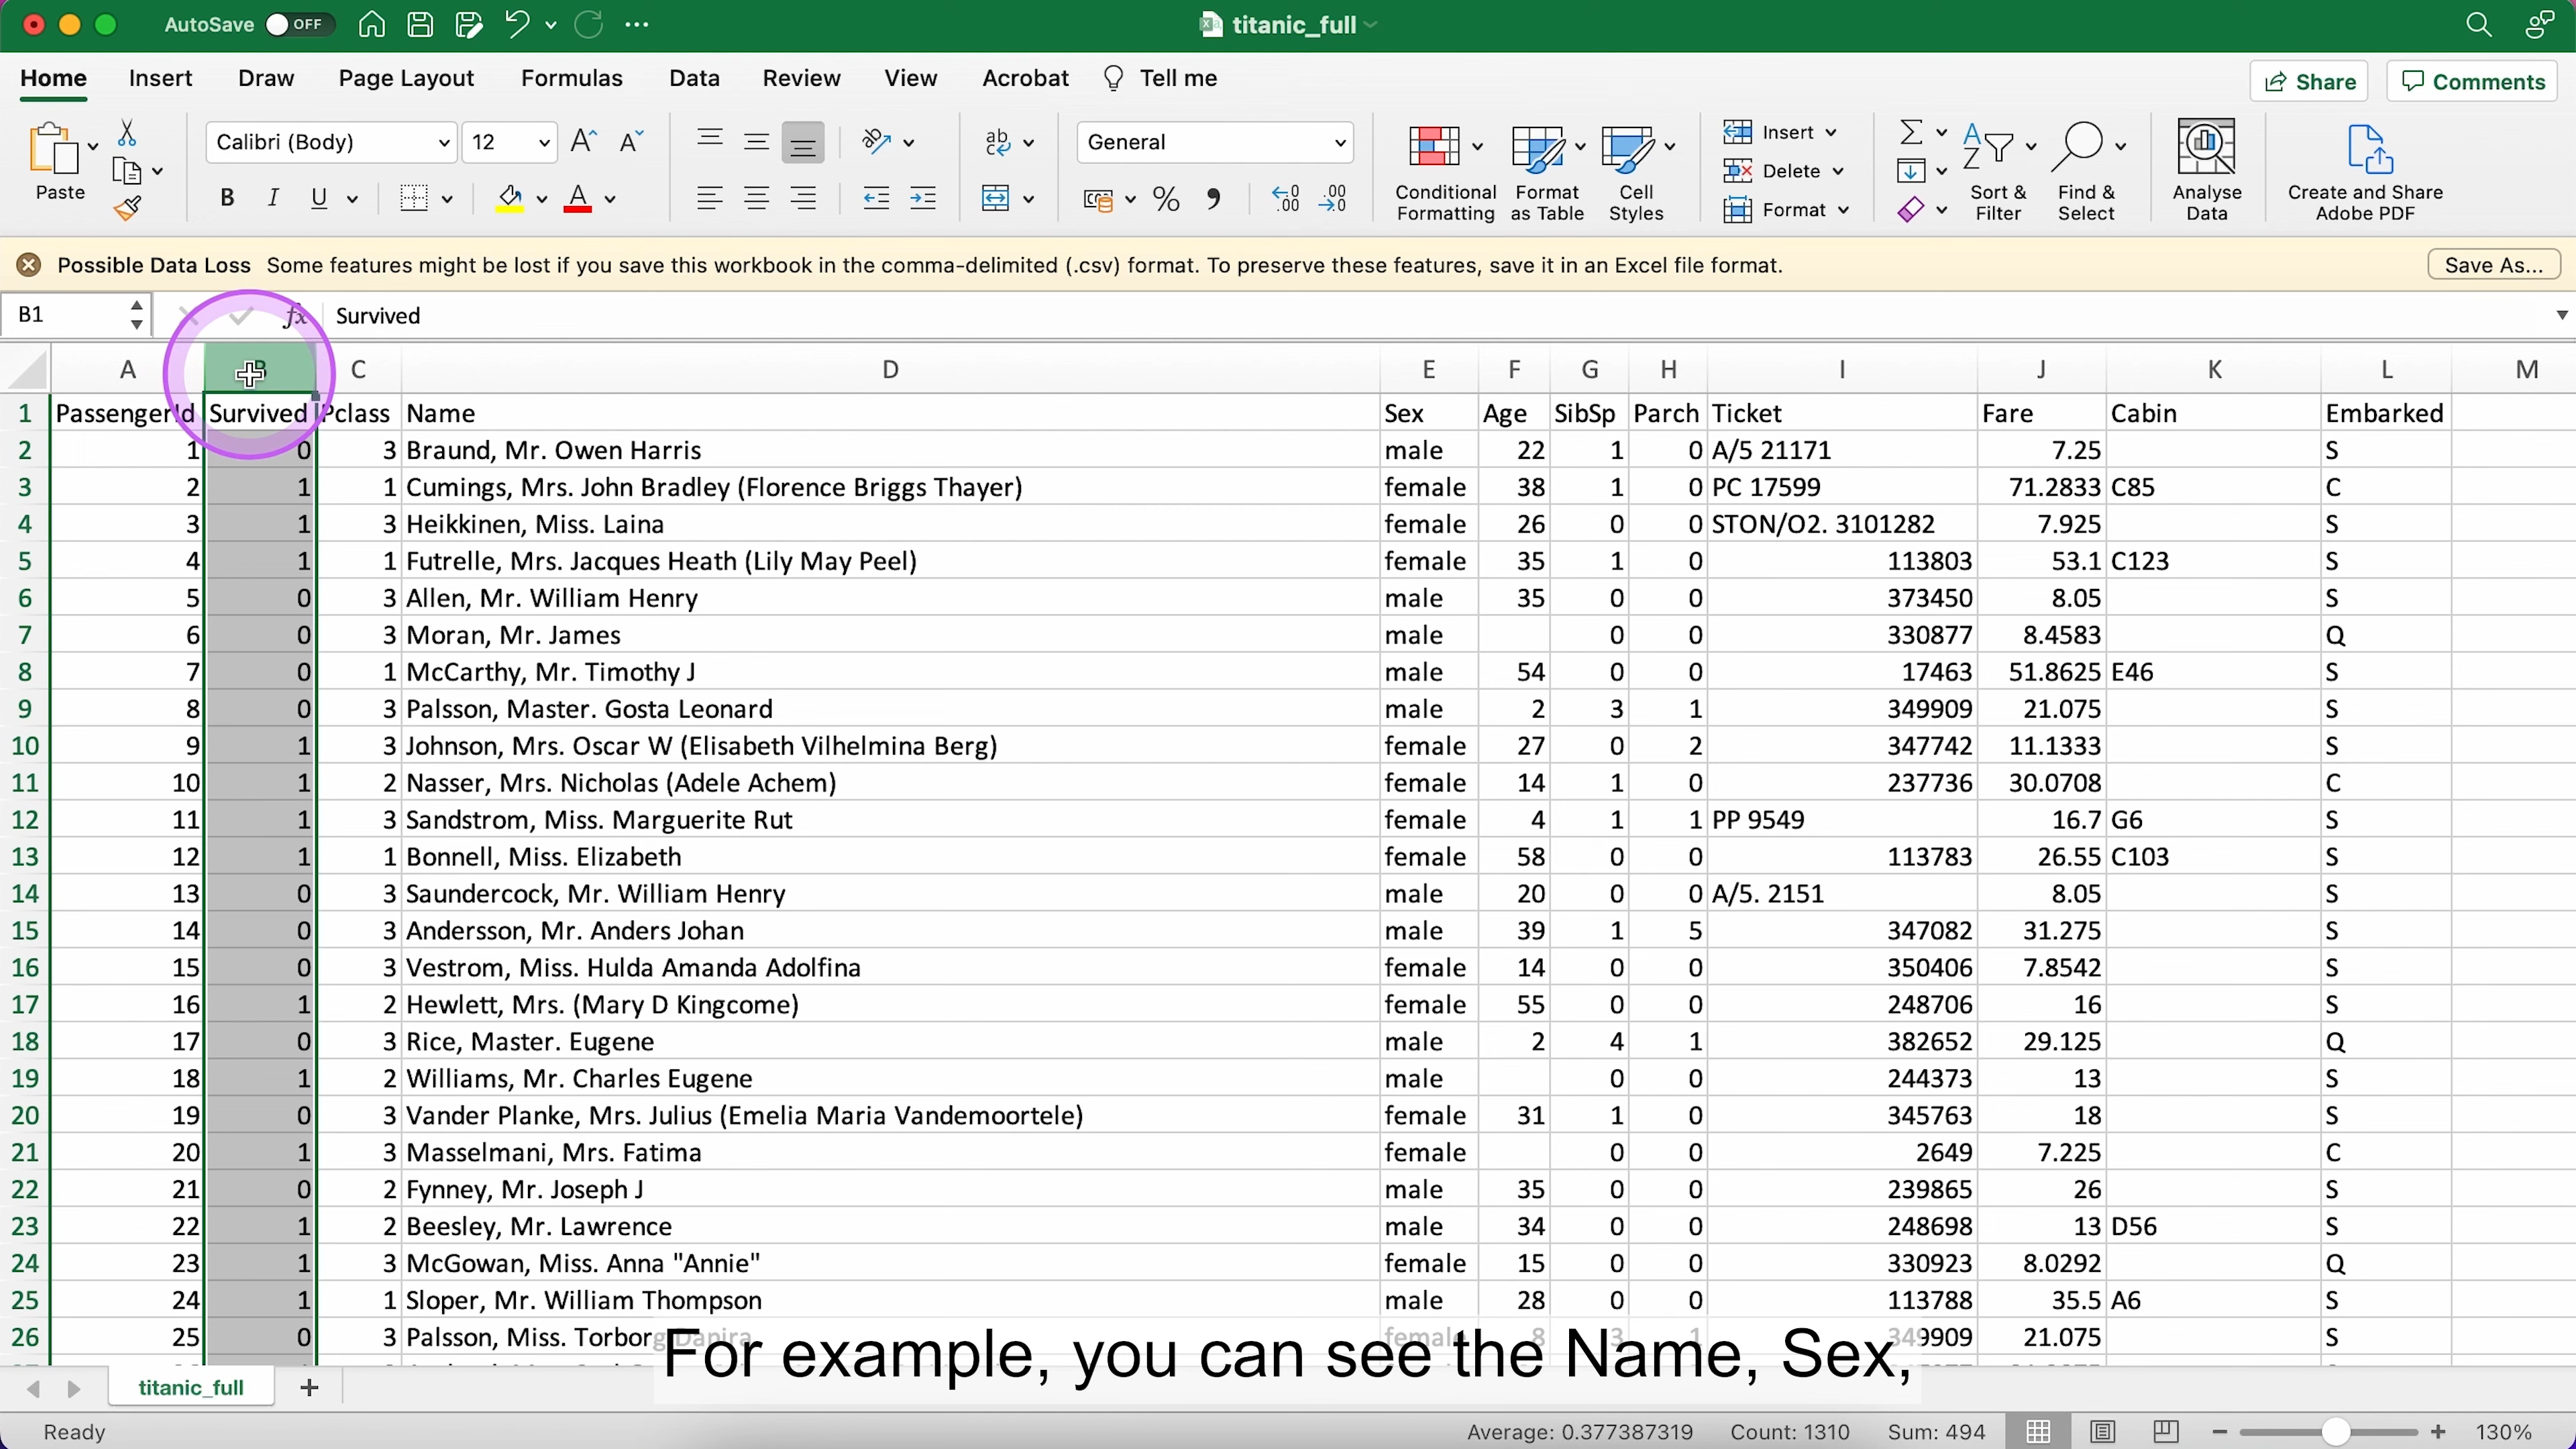 AutoSave OFF titanic_full
Home Insert Draw Page Layout Formulas Data Review View Acrobat Tell me Share Comments
Paste Calibri (Body) 12 General Conditional Formatting Format as Table Cell Styles Insert Delete Format Sort & Filter Find & Select Analyse Data Create and Share Adobe PDF
Possible Data Loss Some features might be lost if you save this workbook in the comma-delimited (.csv) format. To preserve these features, save it in an Excel file format. Save As...
B1 fx Survived
A B C D E F G H I J K L M
1 PassengerId Survived Pclass Name Sex Age SibSp Parch Ticket Fare Cabin Embarked
2 1 0 3 Braund, Mr. Owen Harris male 22 1 0 A/5 21171 7.25 S
3 2 1 1 Cumings, Mrs. John Bradley (Florence Briggs Thayer) female 38 1 0 PC 17599 71.2833 C85 C
4 3 1 3 Heikkinen, Miss. Laina female 26 0 0 STON/O2. 3101282 7.925 S
5 4 1 1 Futrelle, Mrs. Jacques Heath (Lily May Peel) female 35 1 0 113803 53.1 C123 S
6 5 0 3 Allen, Mr. William Henry male 35 0 0 373450 8.05 S
7 6 0 3 Moran, Mr. James male 0 0 330877 8.4583 Q
8 7 0 1 McCarthy, Mr. Timothy J male 54 0 0 17463 51.8625 E46 S
9 8 0 3 Palsson, Master. Gosta Leonard male 2 3 1 349909 21.075 S
10 9 1 3 Johnson, Mrs. Oscar W (Elisabeth Vilhelmina Berg) female 27 0 2 347742 11.1333 S
11 10 1 2 Nasser, Mrs. Nicholas (Adele Achem) female 14 1 0 237736 30.0708 C
12 11 1 3 Sandstrom, Miss. Marguerite Rut female 4 1 1 PP 9549 16.7 G6 S
13 12 1 1 Bonnell, Miss. Elizabeth female 58 0 0 113783 26.55 C103 S
14 13 0 3 Saundercock, Mr. William Henry male 20 0 0 A/5. 2151 8.05 S
15 14 0 3 Andersson, Mr. Anders Johan male 39 1 5 347082 31.275 S
16 15 0 3 Vestrom, Miss. Hulda Amanda Adolfina female 14 0 0 350406 7.8542 S
17 16 1 2 Hewlett, Mrs. (Mary D Kingcome) female 55 0 0 248706 16 S
18 17 0 3 Rice, Master. Eugene male 2 4 1 382652 29.125 Q
19 18 1 2 Williams, Mr. Charles Eugene male 0 0 244373 13 S
20 19 0 3 Vander Planke, Mrs. Julius (Emelia Maria Vandemoortele) female 31 1 0 345763 18 S
21 20 1 3 Masselmani, Mrs. Fatima female 0 0 2649 7.225 C
22 21 0 2 Fynney, Mr. Joseph J male 35 0 0 239865 26 S
23 22 1 2 Beesley, Mr. Lawrence male 34 0 0 248698 13 D56 S
24 23 1 3 McGowan, Miss. Anna "Annie" female 15 0 0 330923 8.0292 Q
25 24 1 1 Sloper, Mr. William Thompson male 28 0 0 113788 35.5 A6 S
26 25 0 3 Palsson, Miss. Torborg Danira female 8 3 1 349909 21.075 S
For example, you can see the Name, Sex,
titanic_full
Ready Average: 0.377387319 Count: 1310 Sum: 494 130%